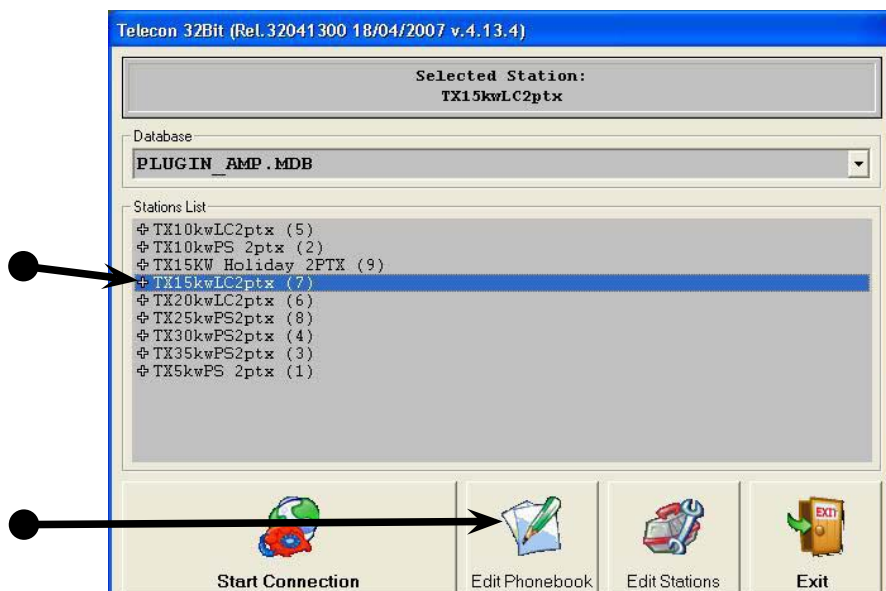 Telecon 32Bit (Rel.32041300 18/04/2007 v.4.13.4)
Selected Station:
TX15kwLC2ptx
Database
PLUGIN_AMP.MDB
Stations List
TX10kwLC2ptx (5)
TX10kwPS 2ptx (2)
TX15KW Holiday 2PTX (9)
TX15kwLC2ptx (7)
TX20kwLC2ptx (6)
TX25kwPS2ptx (8)
TX30kwPS2ptx (4)
TX35kwPS2ptx (3)
TX5kwPS 2ptx (1)
EXIT
Start Connection
Edit Phonebook
Edit Stations
Exit